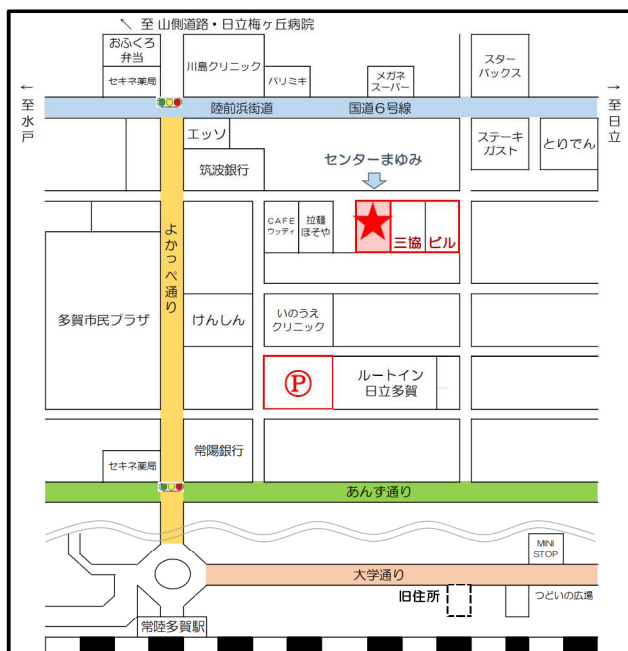 ↖ 至 山側道路・日立梅ヶ丘病院
おふくろ
弁当
セキネ薬局
川島クリニック
パリミキ
メガネ
スーパー
スター
バックス
←至水戸
→至日立
陸前浜街道
国道6号線
エッソ
筑波銀行
ステーキ
ガスト
とりでん
センターまゆみ
CAFE
ウッディ
拉麺
ほそや
三協
ビル
よかっぺ通り
多賀市民プラザ
けんしん
いのうえ
クリニック
P
ルートイン
日立多賀
常陽銀行
セキネ薬局
あんず通り
MINI
STOP
大学通り
旧住所
つどいの広場
常陸多賀駅